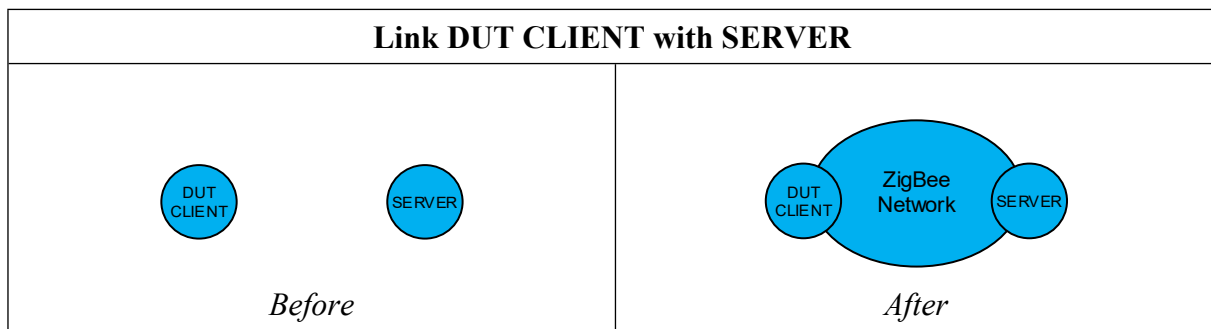 Link DUT CLIENT with SERVER
DUT
CLIENT
SERVER
Before
DUT
CLIENT
ZigBee
Network
SERVER
After